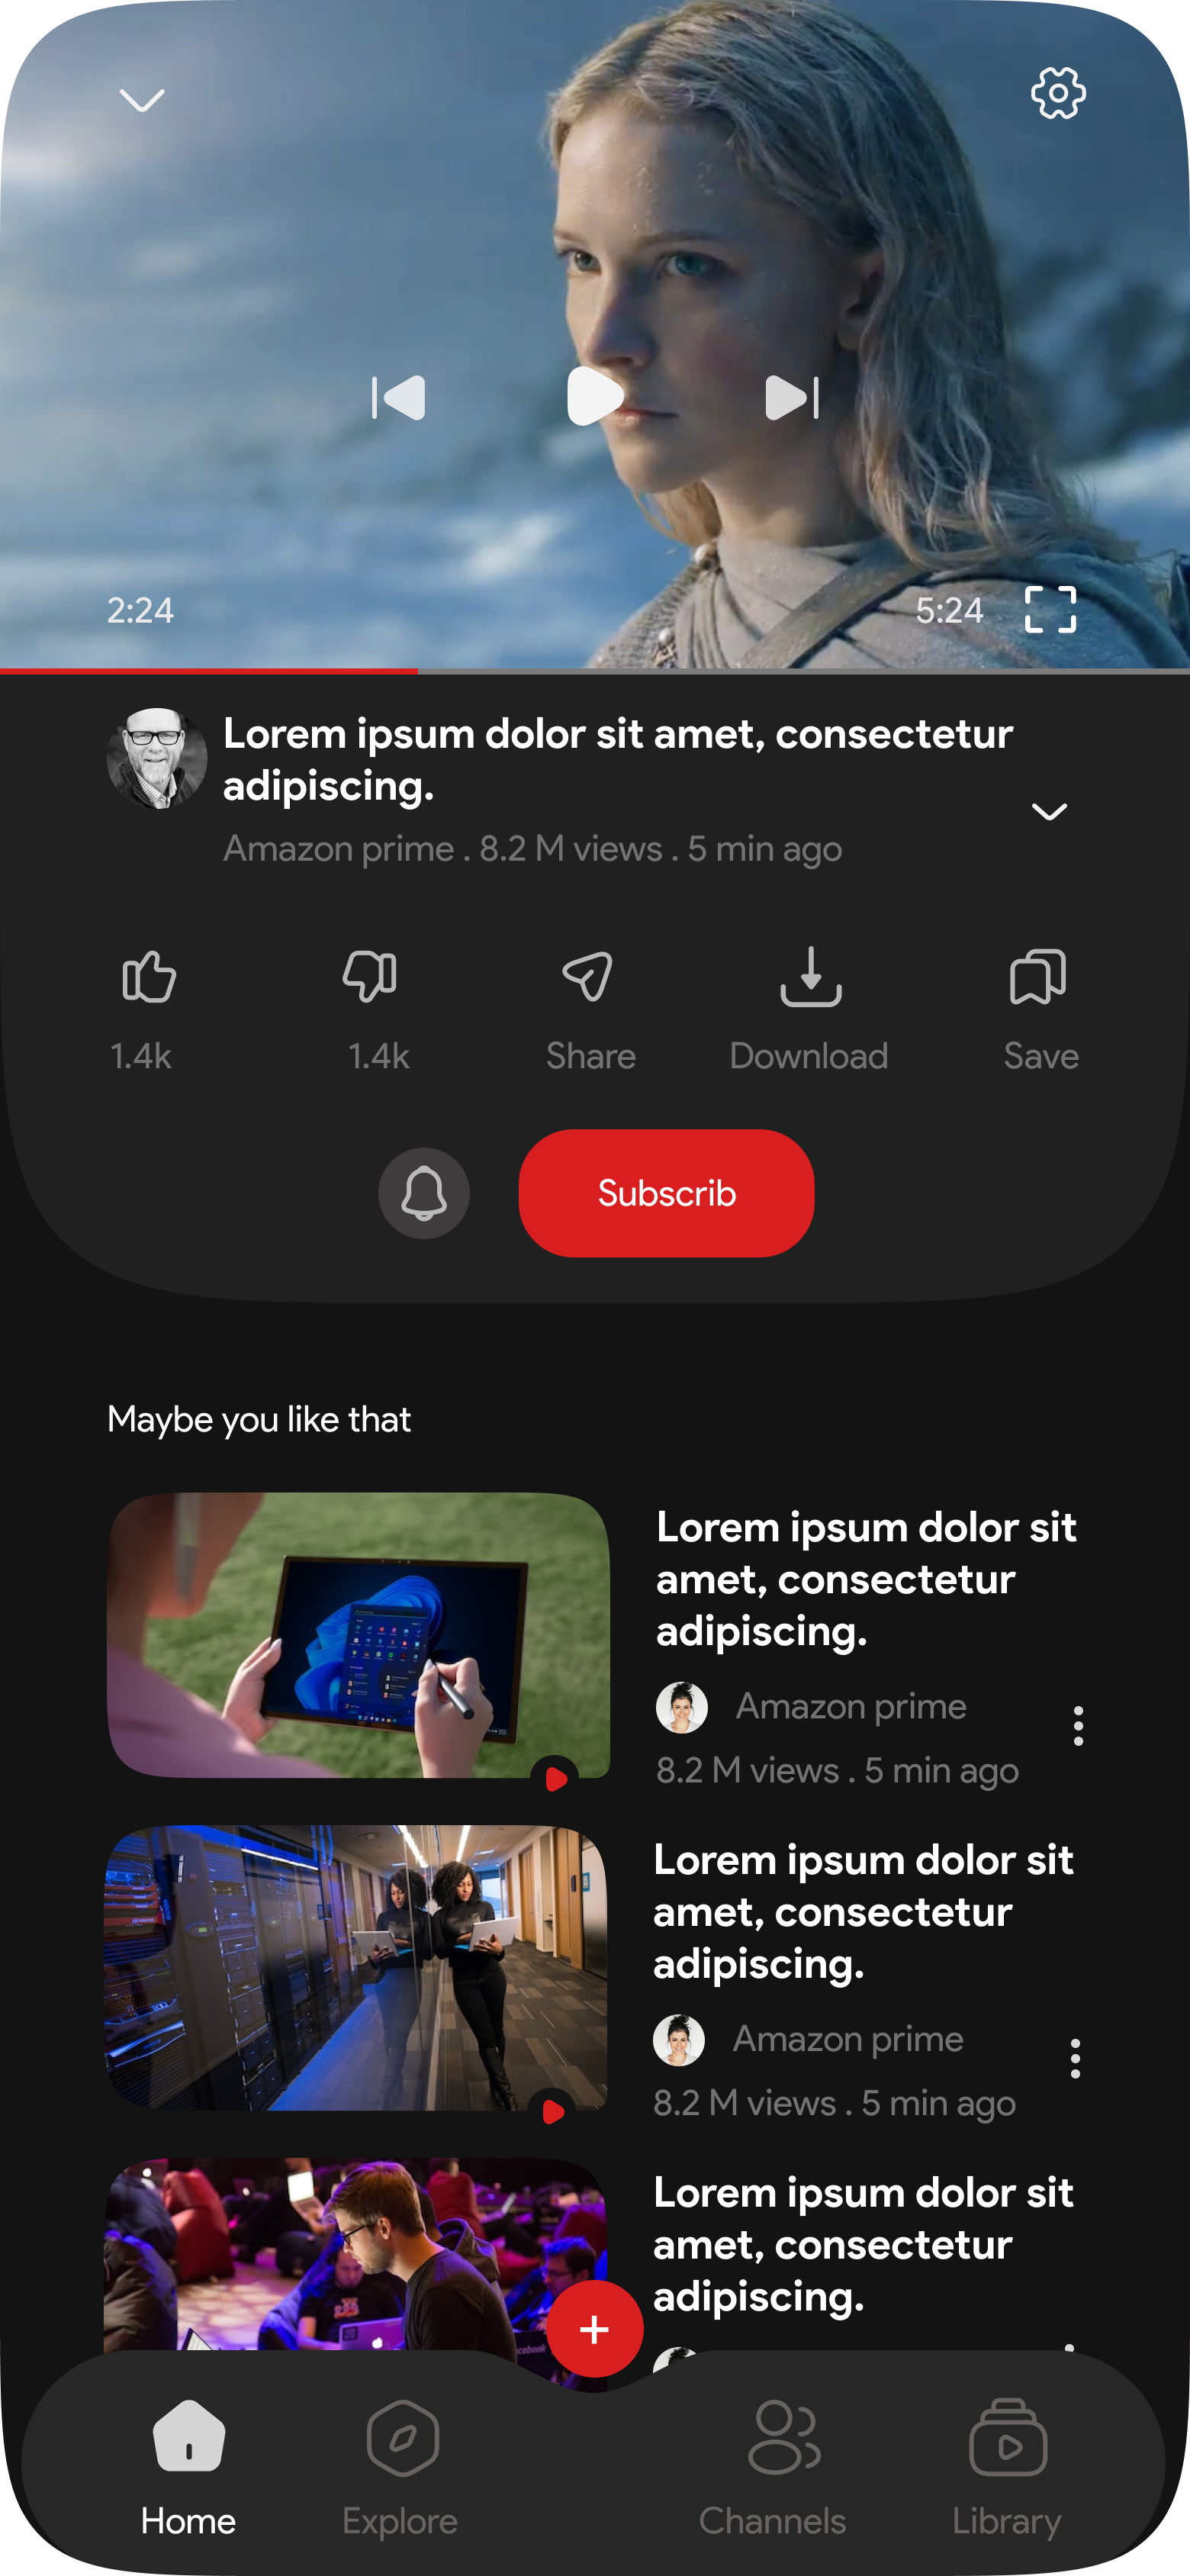 2:24
5:24
Lorem ipsum dolor sit amet, consectetur
adipiscing.
Amazon prime . 8.2 M views . 5 min ago
1.4k
1.4k
Share
Download
Save
Subscrib
Maybe you like that
Lorem ipsum dolor sit
amet, consectetur
adipiscing.
Amazon prime
8.2 M views . 5 min ago
Lorem ipsum dolor sit
amet, consectetur
adipiscing.
Amazon prime
8.2 M views . 5 min ago
Lorem ipsum dolor sit
amet, consectetur
adipiscing.
facebook
Home
Explore
Channels
Library